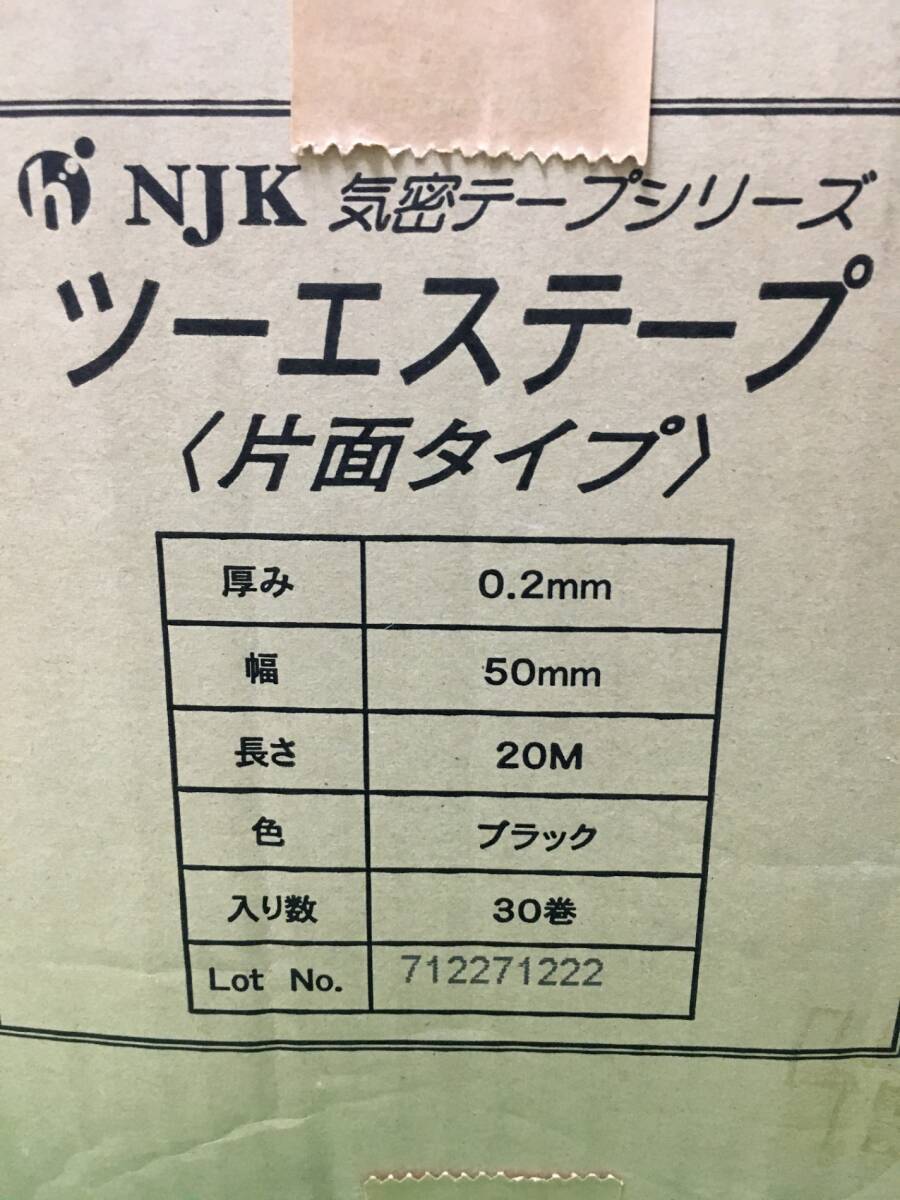 NJK 気密テープシリーズ
ツーエステープ
〈片面タイプ〉
厚み 0.2mm
幅 50mm
長さ 20M
色 ブラック
入り数 30巻
Lot No. 712271222